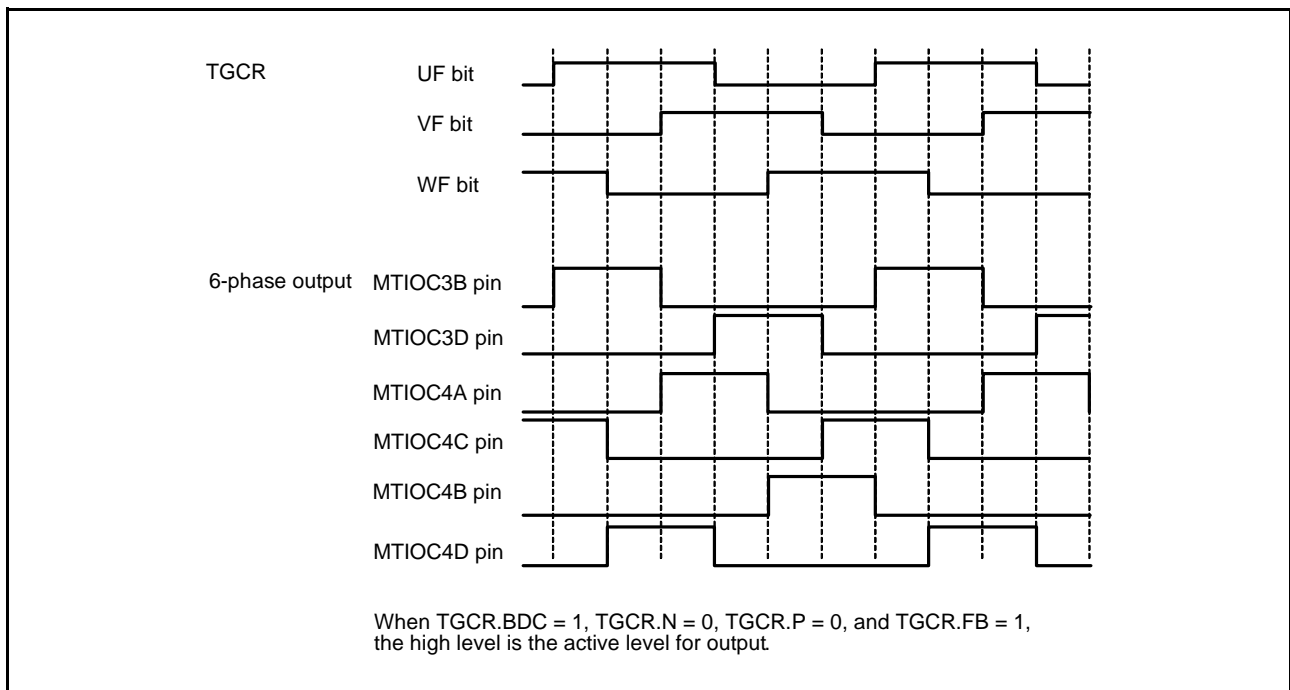 TGCR
UF bit
VF bit
WF bit
6-phase output
MTIOC3B pin
MTIOC3D pin
MTIOC4A pin
MTIOC4C pin
MTIOC4B pin
MTIOC4D pin
When TGCR.BDC = 1, TGCR.N = 0, TGCR.P = 0, and TGCR.FB = 1,
the high level is the active level for output.